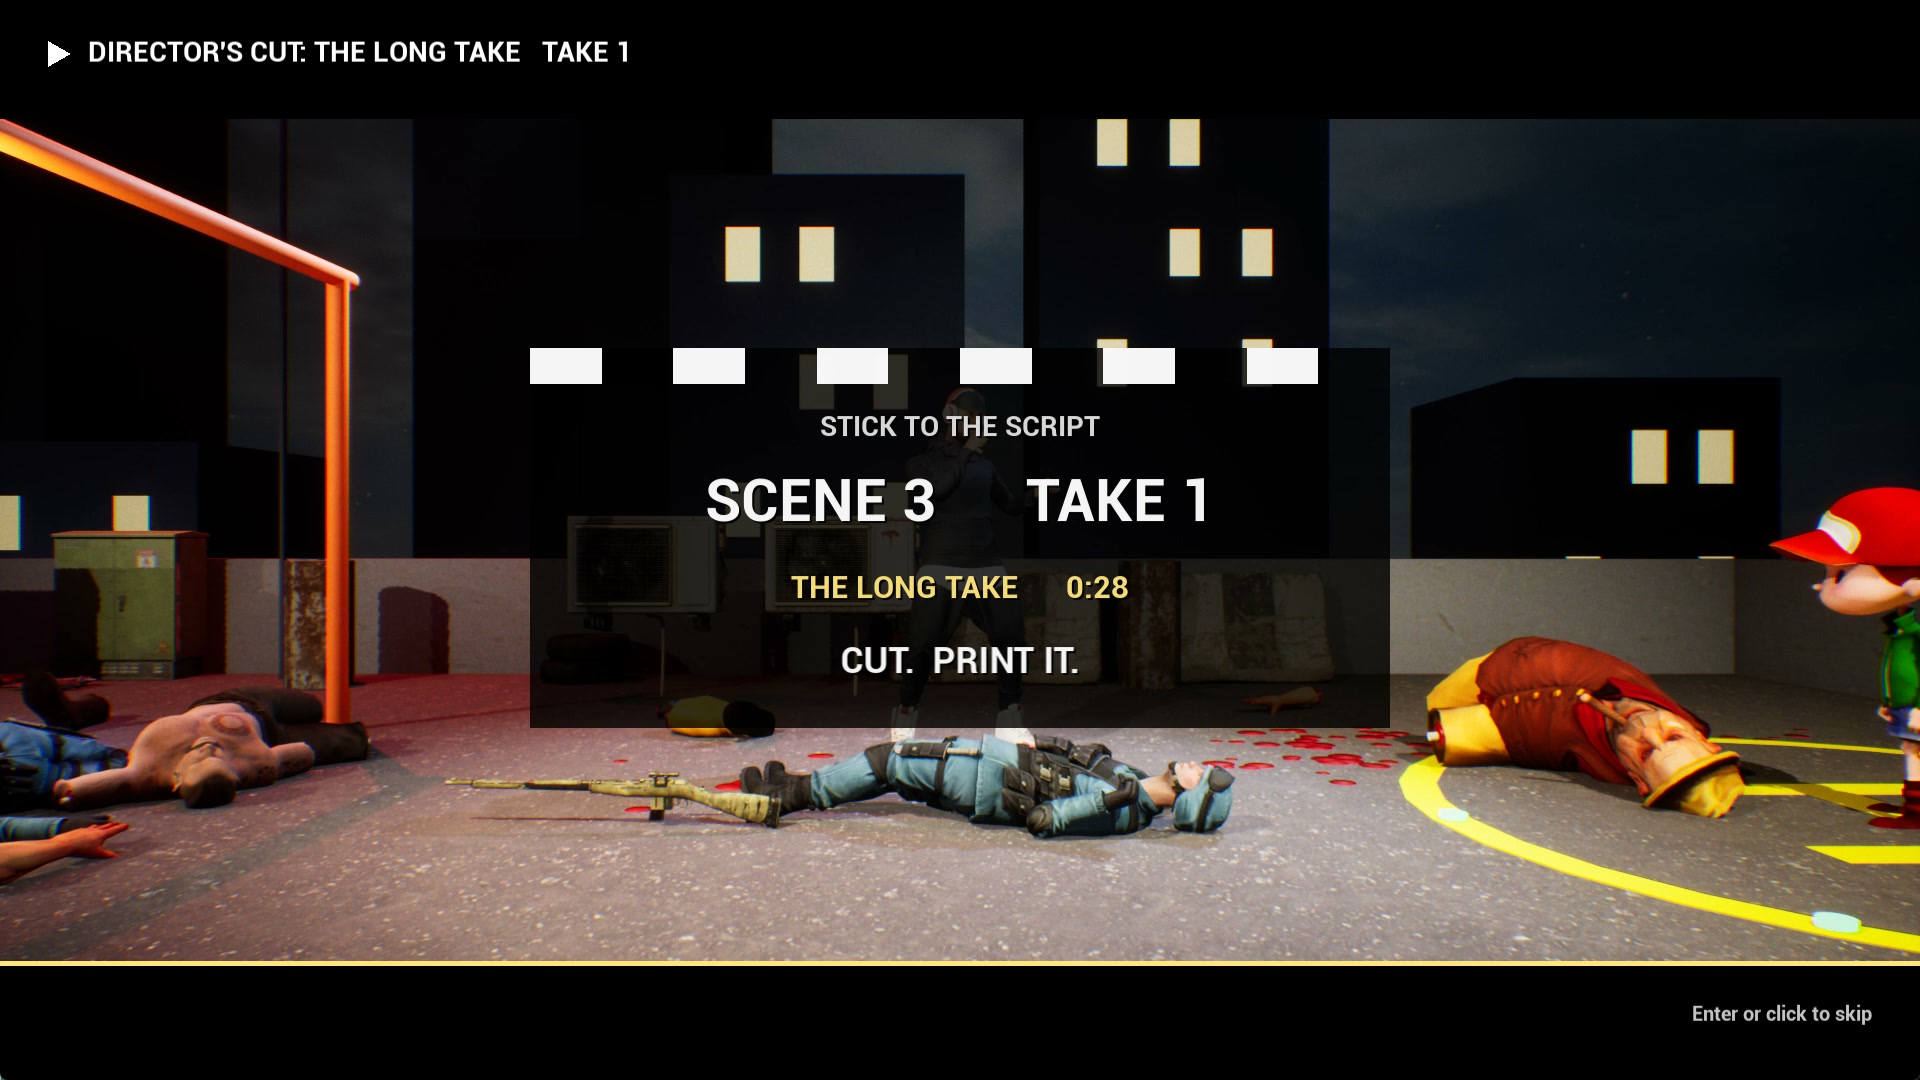 DIRECTOR'S CUT: THE LONG TAKE TAKE 1
STICK TO THE SCRIPT
SCENE 3 TAKE 1
THE LONG TAKE 0:28
CUT. PRINT IT.
Enter or click to skip